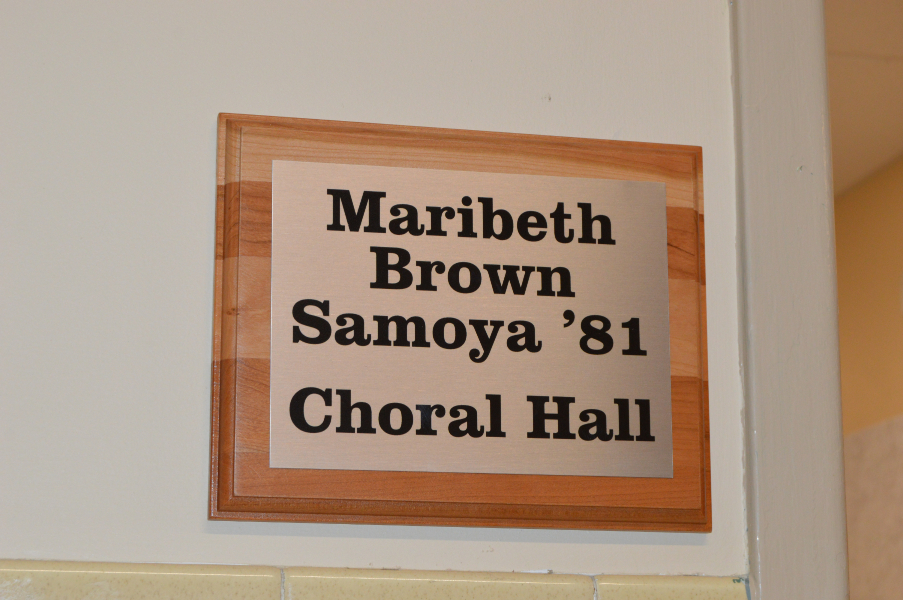 Maribeth
Brown
Samoya ’81
Choral Hall